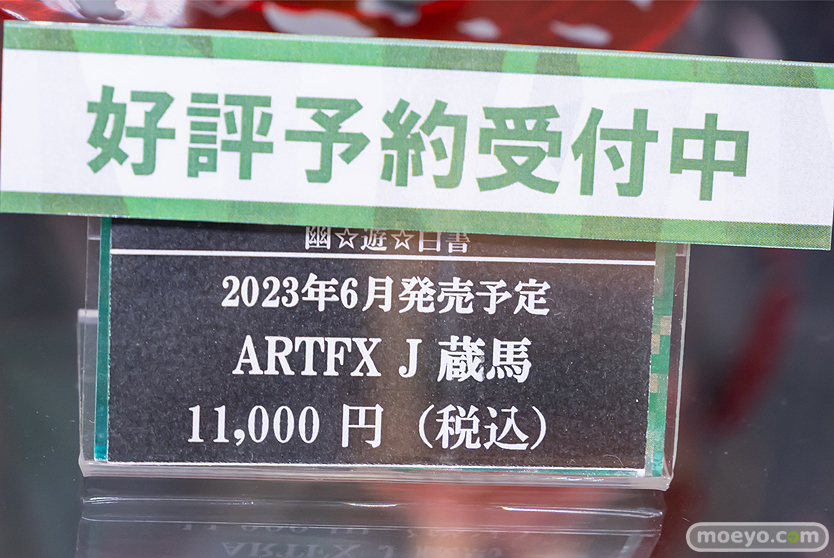 好評予約受付中
幽☆遊☆白書
2023年6月発売予定
ARTFX J 蔵馬
11,000 円（税込）
moeyo.com